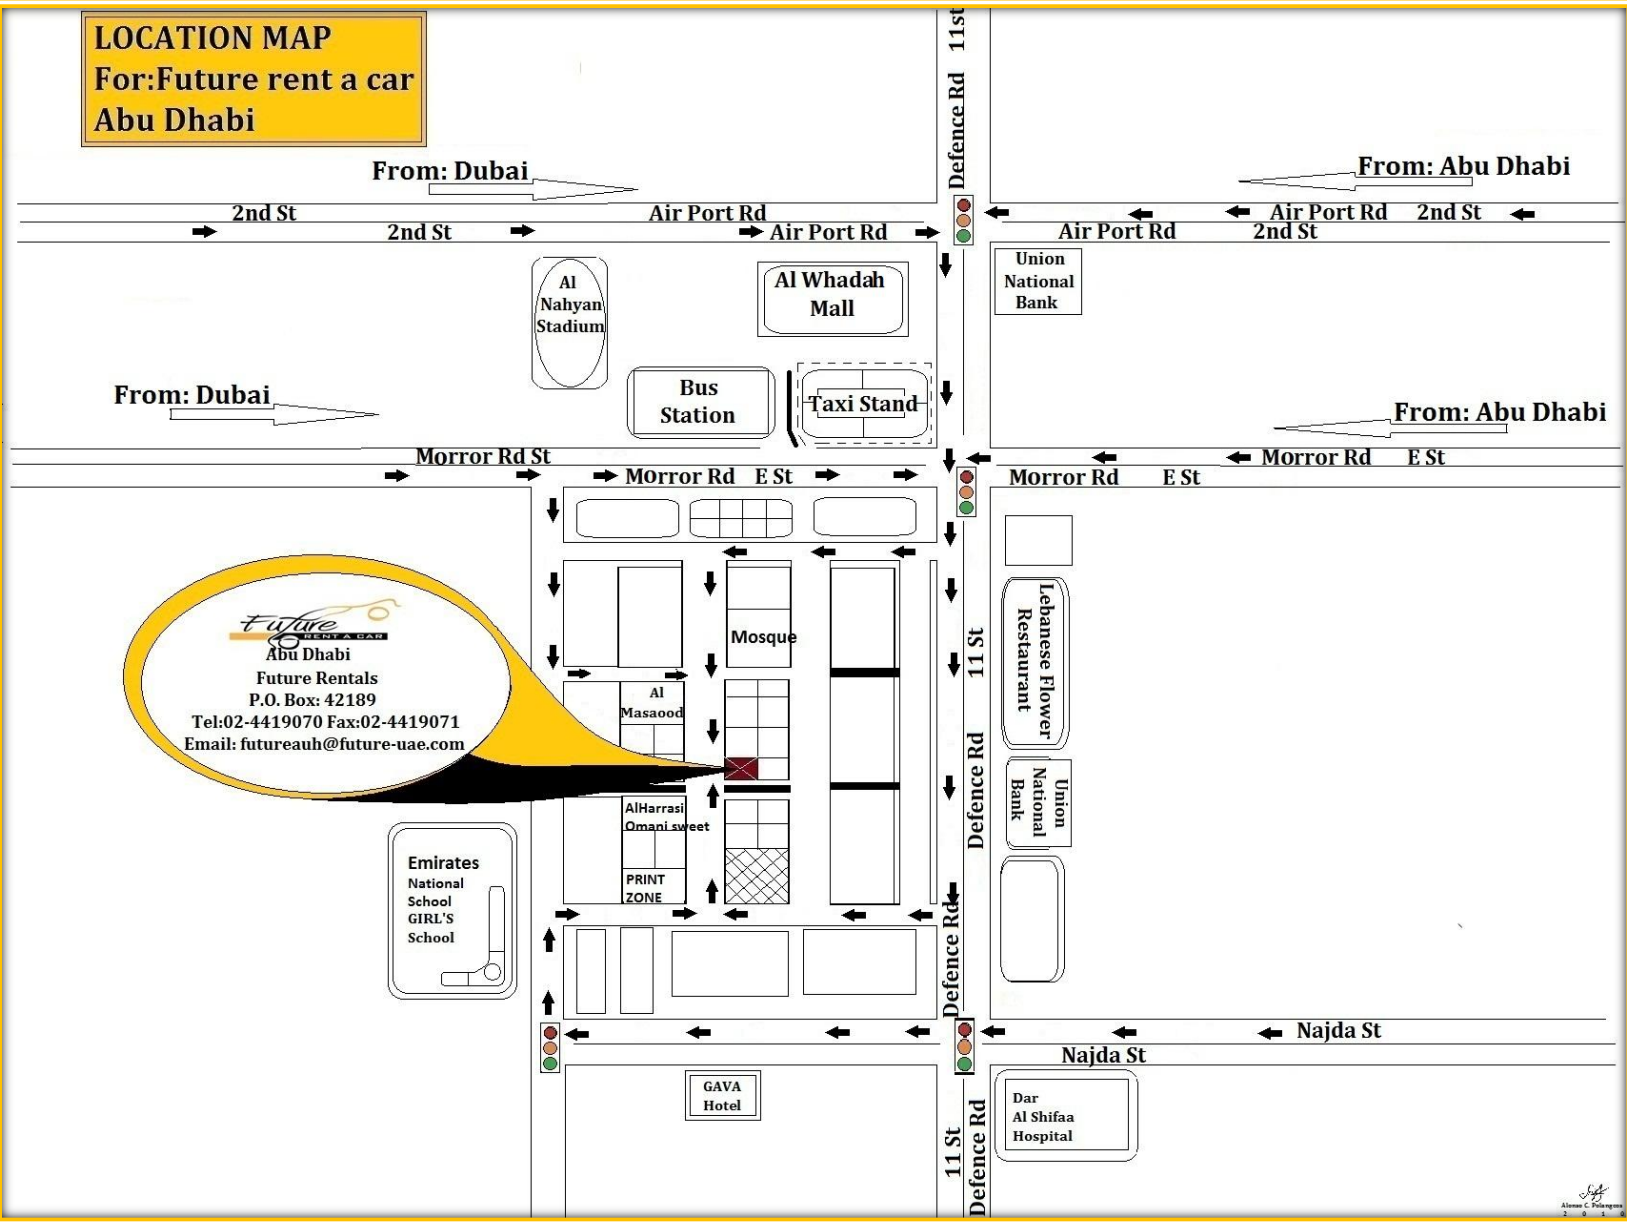 LOCATION MAP
For:Future rent a car
Abu Dhabi
11st
Defence Rd
From: Dubai
From: Abu Dhabi
2nd St
Air Port Rd
Air Port Rd
2nd St
2nd St
Air Port Rd
Air Port Rd
2nd St
Al
Nahyan
Stadium
Al Whadah
Mall
Union
National
Bank
Bus
Station
Taxi Stand
From: Dubai
From: Abu Dhabi
Morror Rd St
Morror Rd
E St
Morror Rd
E St
Morror Rd
E St
Mosque
11 St
Defence Rd
Lebanese Flower
Restaurant
Future
RENT A CAR
Abu Dhabi
Future Rentals
P.O. Box: 42189
Tel:02-4419070 Fax:02-4419071
Email: futureauh@future-uae.com
Al
Masaood
AlHarrasi
Omani sweet
PRINT
ZONE
Union
National
Bank
Emirates
National
School
GIRL'S
School
Defence Rd
Najda St
Najda St
GAVA
Hotel
Dar
Al Shifaa
Hospital
11 St
Defence Rd
Alonso C. Pelangosa
2 0 1 0